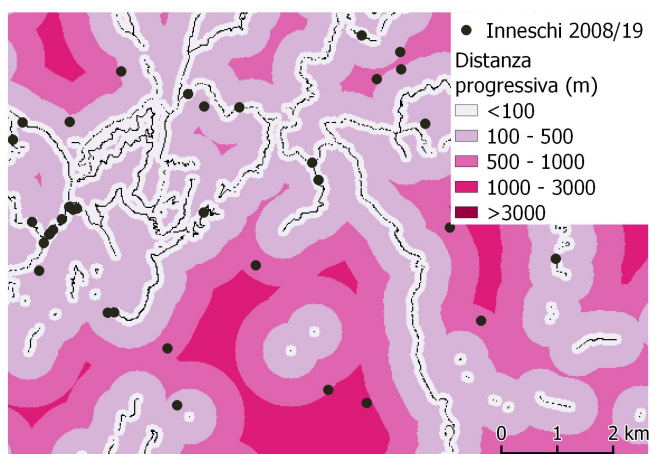 Inneschi 2008/19
Distanza
progressiva (m)
<100
100 - 500
500 - 1000
1000 - 3000
>3000
0 1 2 km